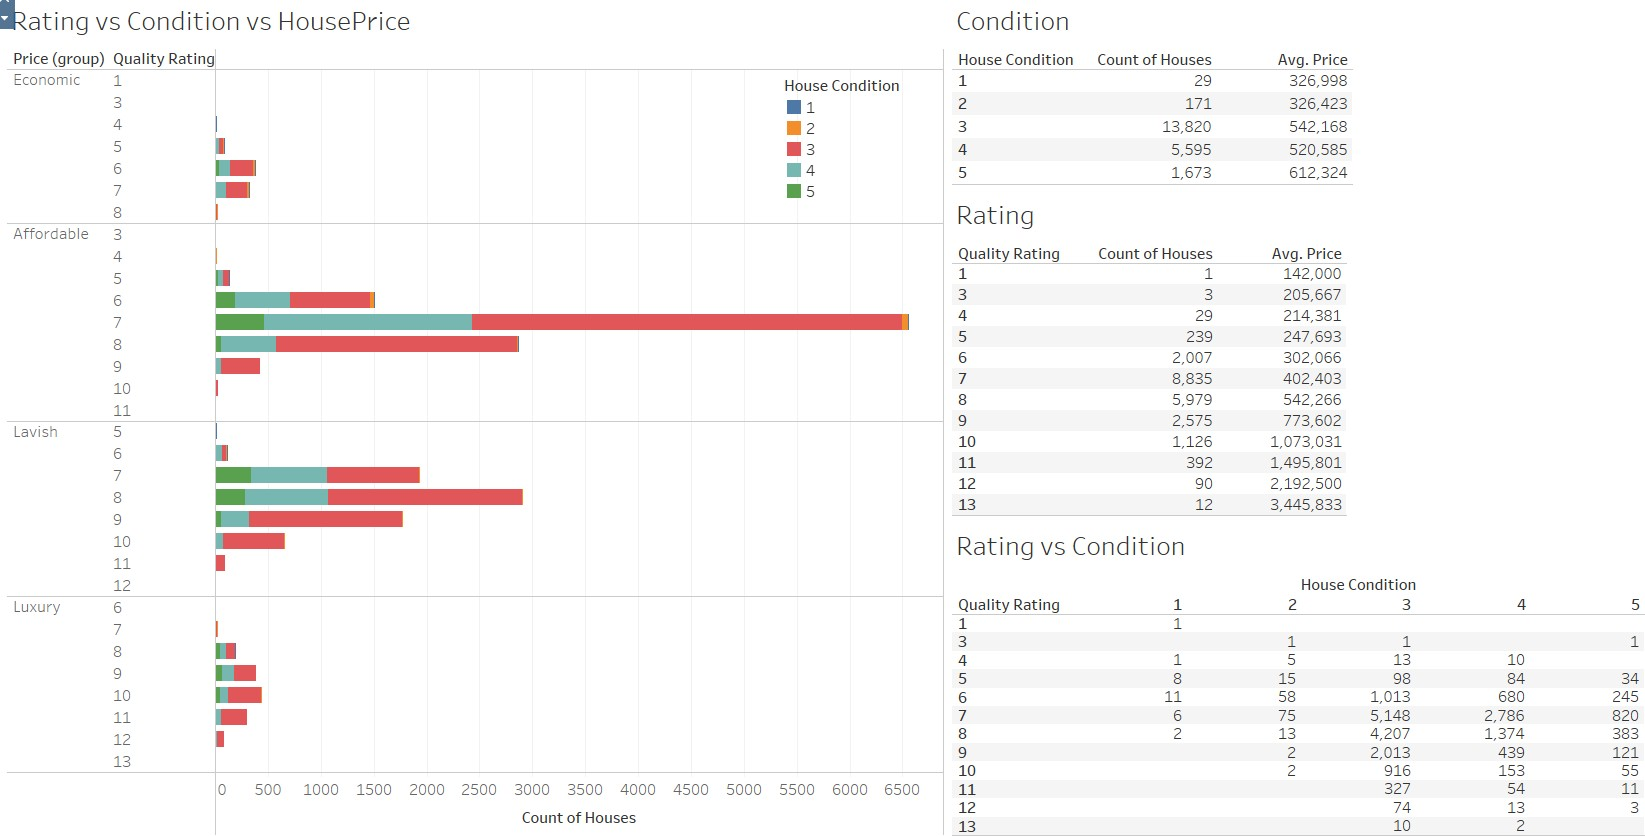 Rating vs Condition vs HousePrice
Price (group) Quality Rating
Economic 1
3
4
5
6
7
8
Affordable 3
4
5
6
7
8
9
10
11
Lavish 5
6
7
8
9
10
11
12
Luxury 6
7
8
9
10
11
12
13
0 500 1000 1500 2000 2500 3000 3500 4000 4500 5000 5500 6000 6500
Count of Houses
House Condition
1
2
3
4
5
Condition
House Condition Count of Houses Avg. Price
1 29 326,998
2 171 326,423
3 13,820 542,168
4 5,595 520,585
5 1,673 612,324
Rating
Quality Rating Count of Houses Avg. Price
1 1 142,000
3 3 205,667
4 29 214,381
5 239 247,693
6 2,007 302,066
7 8,835 402,403
8 5,979 542,266
9 2,575 773,602
10 1,126 1,073,031
11 392 1,495,801
12 90 2,192,500
13 12 3,445,833
Rating vs Condition
House Condition
Quality Rating 1 2 3 4 5
1 1
3 1 1 1
4 1 5 13 10
5 8 15 98 84 34
6 11 58 1,013 680 245
7 6 75 5,148 2,786 820
8 2 13 4,207 1,374 383
9 2 2,013 439 121
10 2 916 153 55
11 327 54 11
12 74 13 3
13 10 2